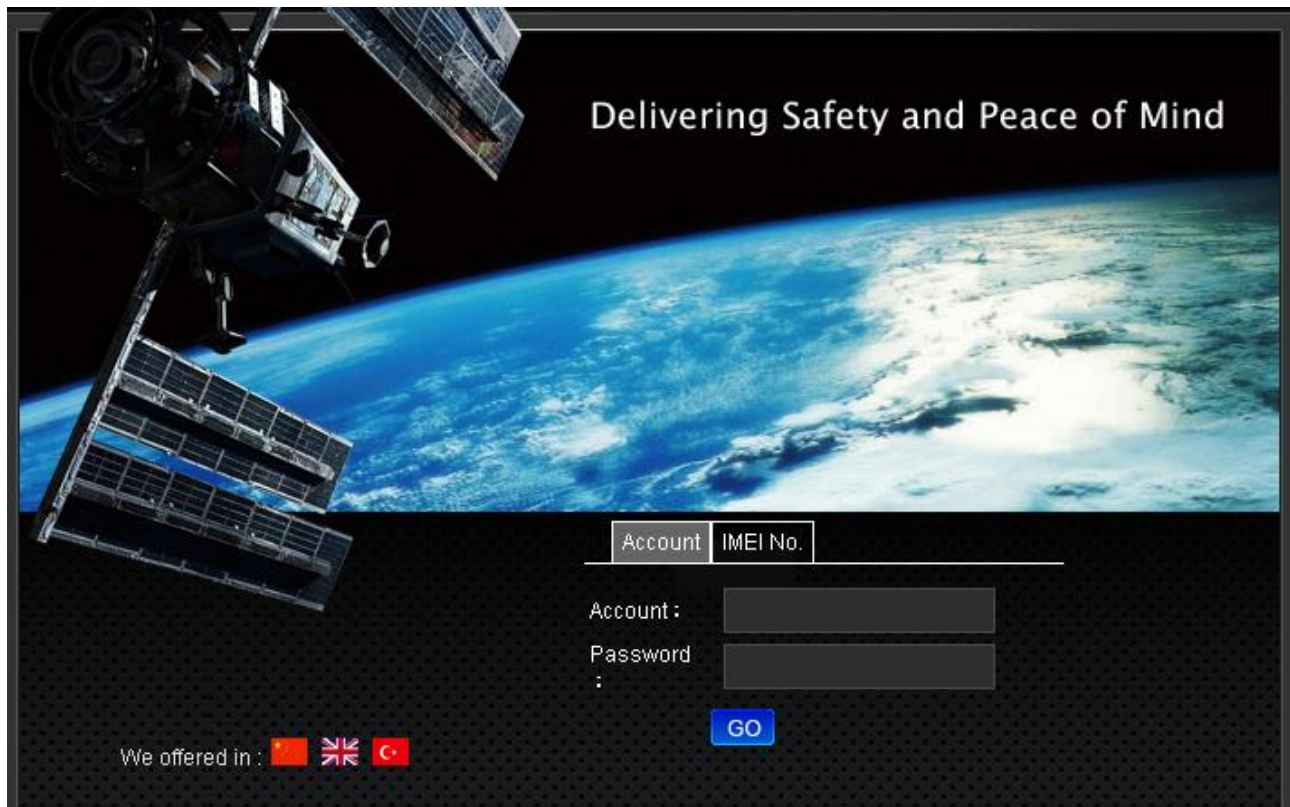 Delivering Safety and Peace of Mind
Account IMEI No.
Account :
Password
:
GO
We offered in :